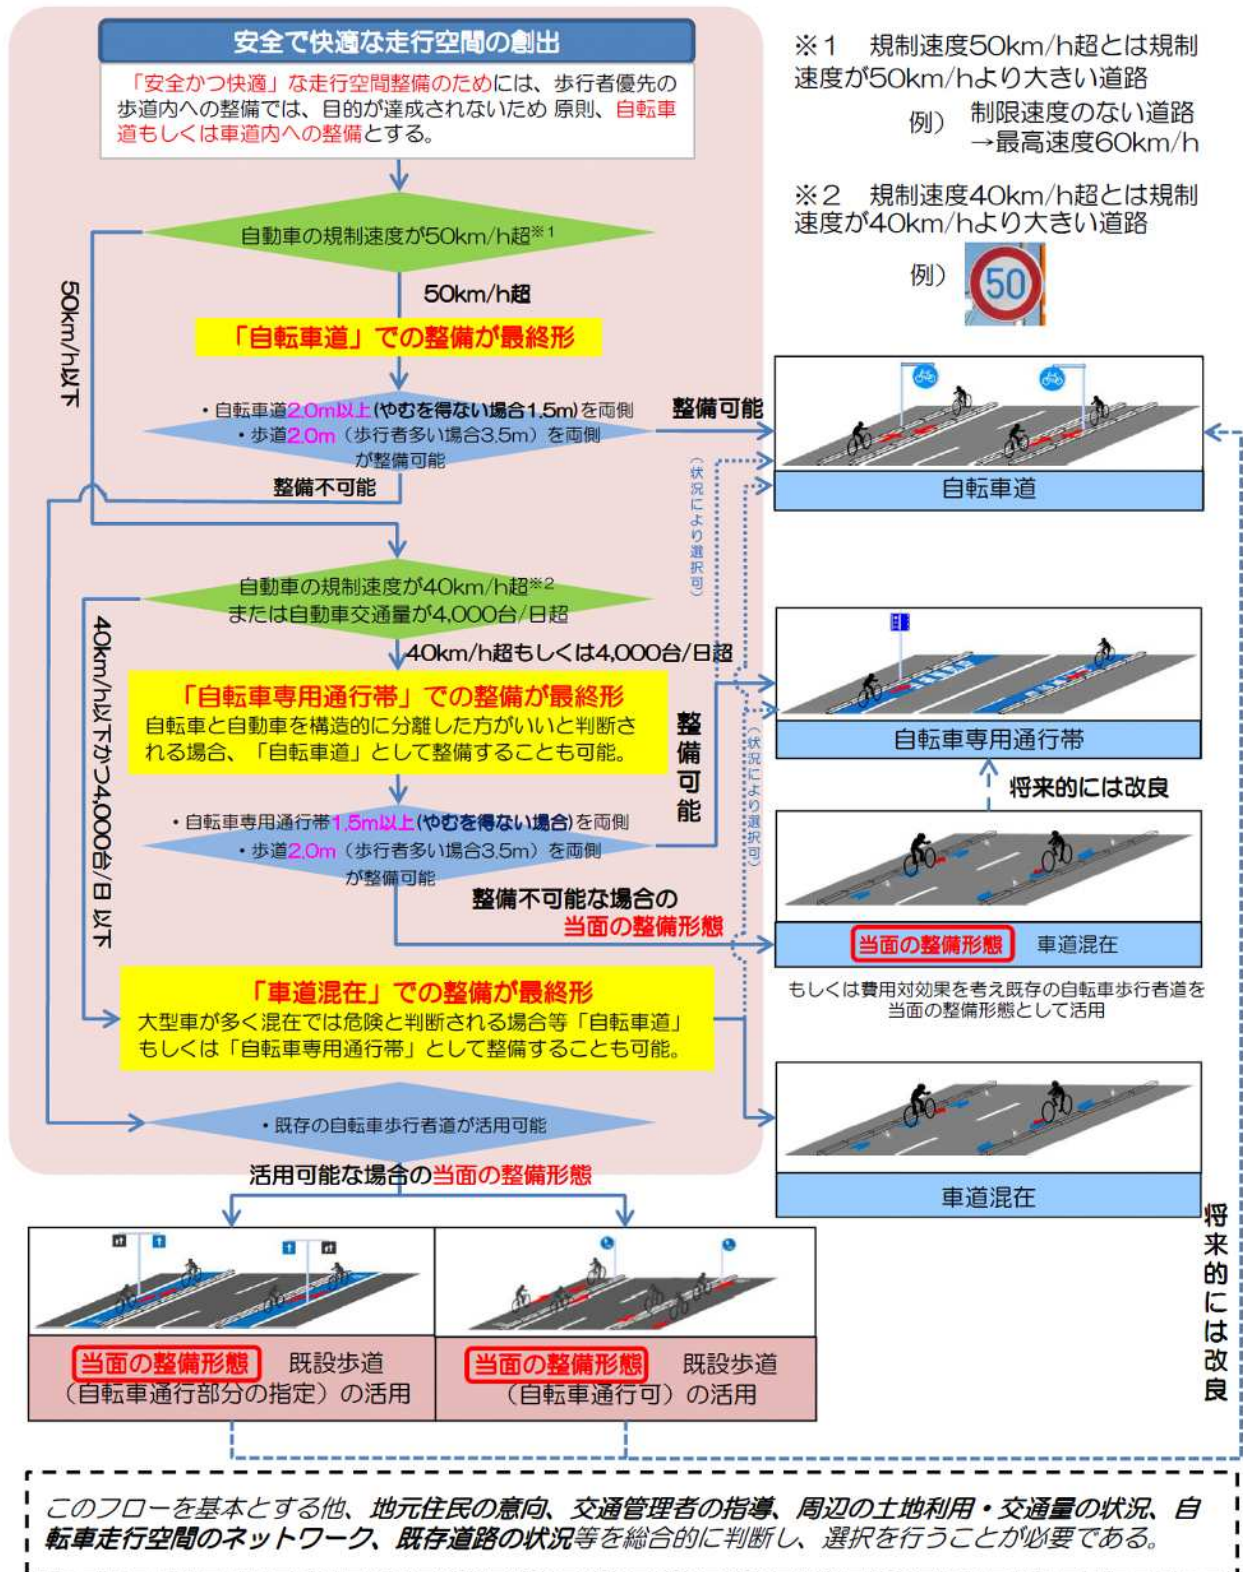 安全で快適な走行空間の創出
「安全かつ快適」な走行空間整備のためには、歩行者優先の
歩道内への整備では、目的が達成されないため 原則、自転車
道もしくは車道内への整備とする。
※1　規制速度50km/h超とは規制
速度が50km/hより大きい道路
例）　制限速度のない道路
→最高速度60km/h
※2　規制速度40km/h超とは規制
速度が40km/hより大きい道路
例）
50
自動車の規制速度が50km/h超※1
50km/h以下
50km/h超
「自転車道」での整備が最終形
・自転車道2.0m以上(やむを得ない場合1.5m)を両側
・歩道2.0m（歩行者多い場合3.5m）を両側
が整備可能
整備可能
整備不可能
（状況により選択可）
自転車道
自動車の規制速度が40km/h超※2
または自動車交通量が4,000台/日超
40km/h以下かつ4,000台/日 以下
40km/h超もしくは4,000台/日超
「自転車専用通行帯」での整備が最終形
自転車と自動車を構造的に分離した方がいいと判断さ
れる場合、「自転車道」として整備することも可能。
整備可能
（状況により選択可）
自転車専用通行帯
将来的には改良
・自転車専用通行帯1.5m以上(やむを得ない場合)を両側
・歩道2.0m（歩行者多い場合3.5m）を両側
が整備可能
整備不可能な場合の
当面の整備形態
当面の整備形態　車道混在
もしくは費用対効果を考え既存の自転車歩行者道を
当面の整備形態として活用
「車道混在」での整備が最終形
大型車が多く混在では危険と判断される場合等「自転車道」
もしくは「自転車専用通行帯」として整備することも可能。
車道混在
・既存の自転車歩行者道が活用可能
活用可能な場合の当面の整備形態
将来的には改良
当面の整備形態　既設歩道
（自転車通行部分の指定）の活用
当面の整備形態　既設歩道
（自転車通行可）の活用
このフローを基本とする他、地元住民の意向、交通管理者の指導、周辺の土地利用・交通量の状況、自
転車走行空間のネットワーク、既存道路の状況等を総合的に判断し、選択を行うことが必要である。